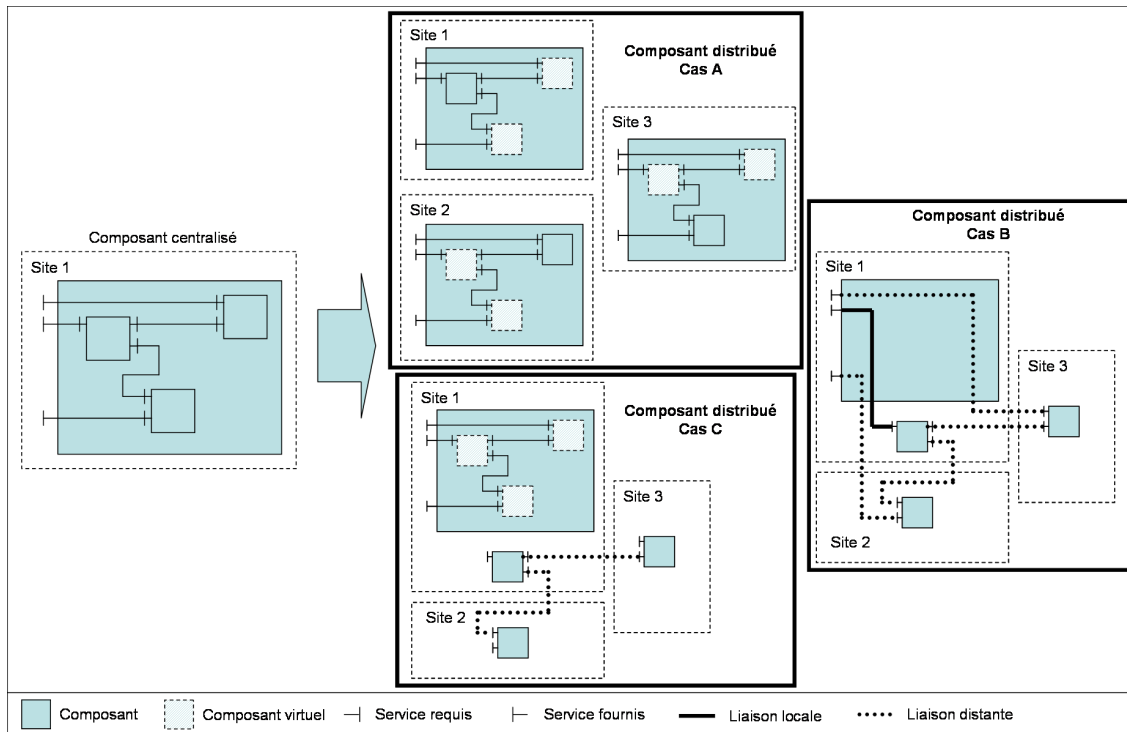 Composant centralisé
Site 1
Composant distribué
Cas A
Site 1
Site 2
Site 3
Composant distribué
Cas B
Site 1
Site 3
Site 2
Composant distribué
Cas C
Site 1
Site 3
Site 2
Composant
Composant virtuel
Service requis
Service fournis
Liaison locale
Liaison distante